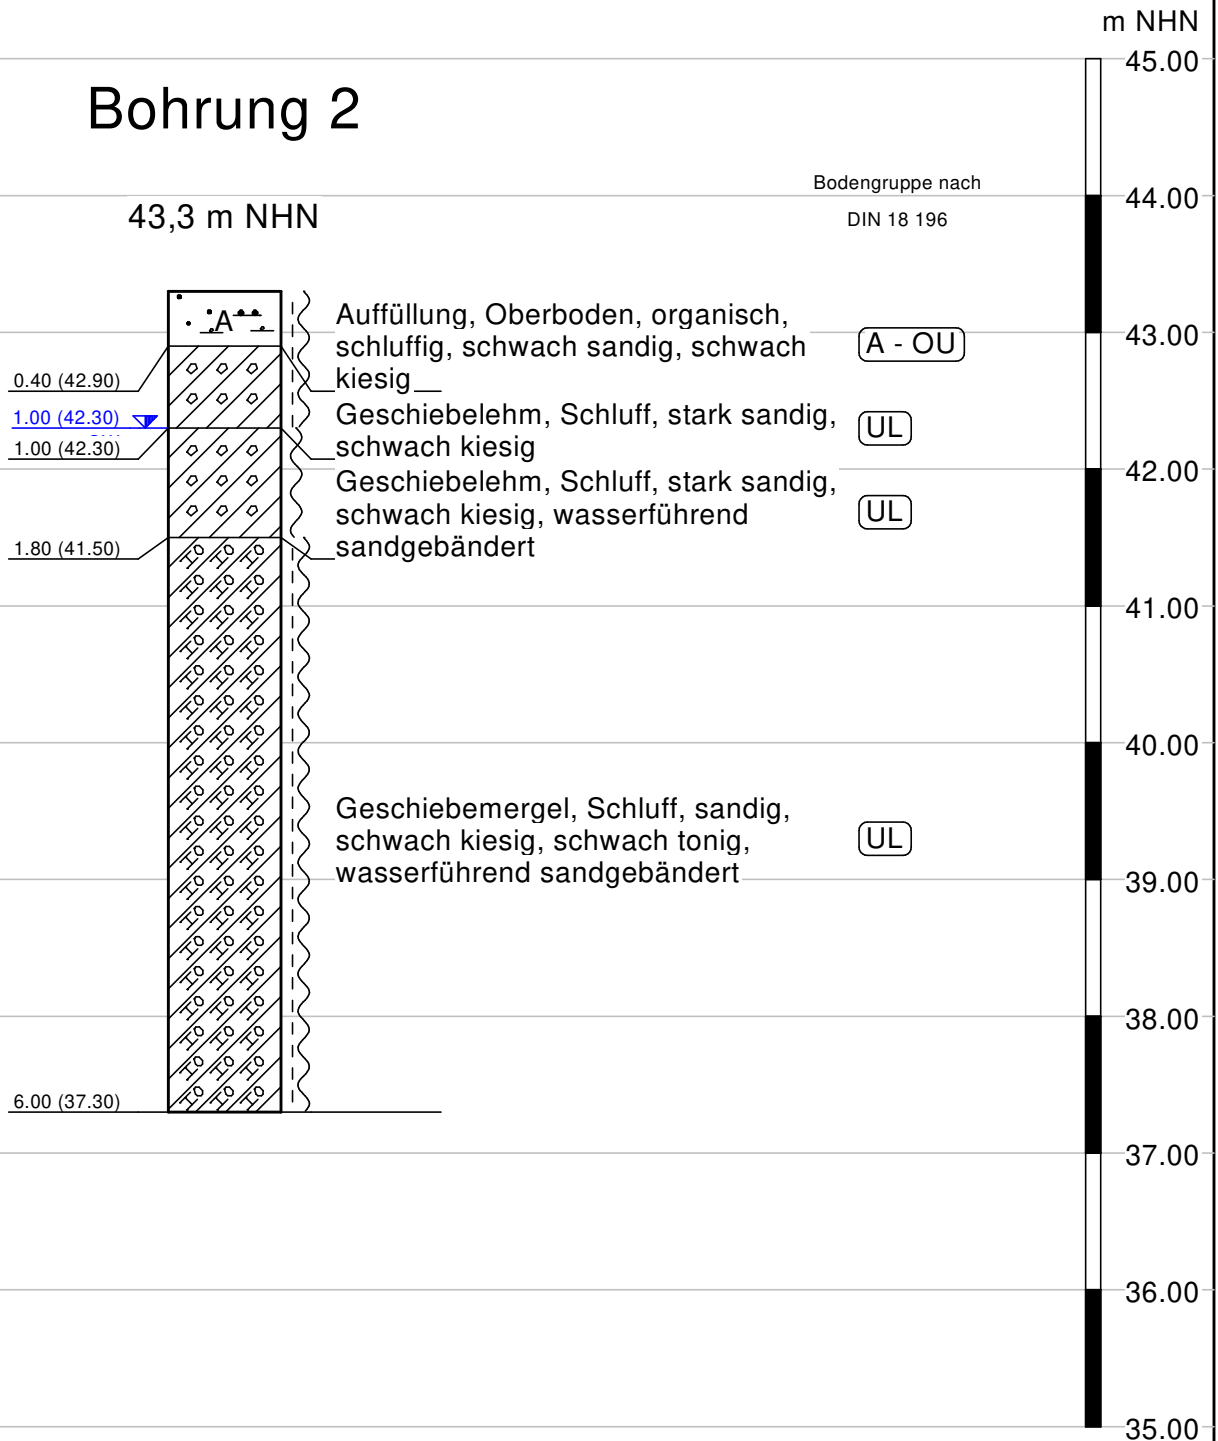 m NHN
45.00
Bohrung 2
Bodengruppe nach
44.00
43,3 m NHN
DIN 18 196
A
Auffüllung, Oberboden, organisch,
schluffig, schwach sandig, schwach
kiesig
A - OU
43.00
0.40 (42.90)
1.00 (42.30)
1.00 (42.30)
Geschiebelehm, Schluff, stark sandig,
schwach kiesig
UL
42.00
Geschiebelehm, Schluff, stark sandig,
schwach kiesig, wasserführend
sandgebändert
UL
1.80 (41.50)
41.00
40.00
Geschiebemergel, Schluff, sandig,
schwach kiesig, schwach tonig,
wasserführend sandgebändert
UL
39.00
38.00
6.00 (37.30)
37.00
36.00
35.00